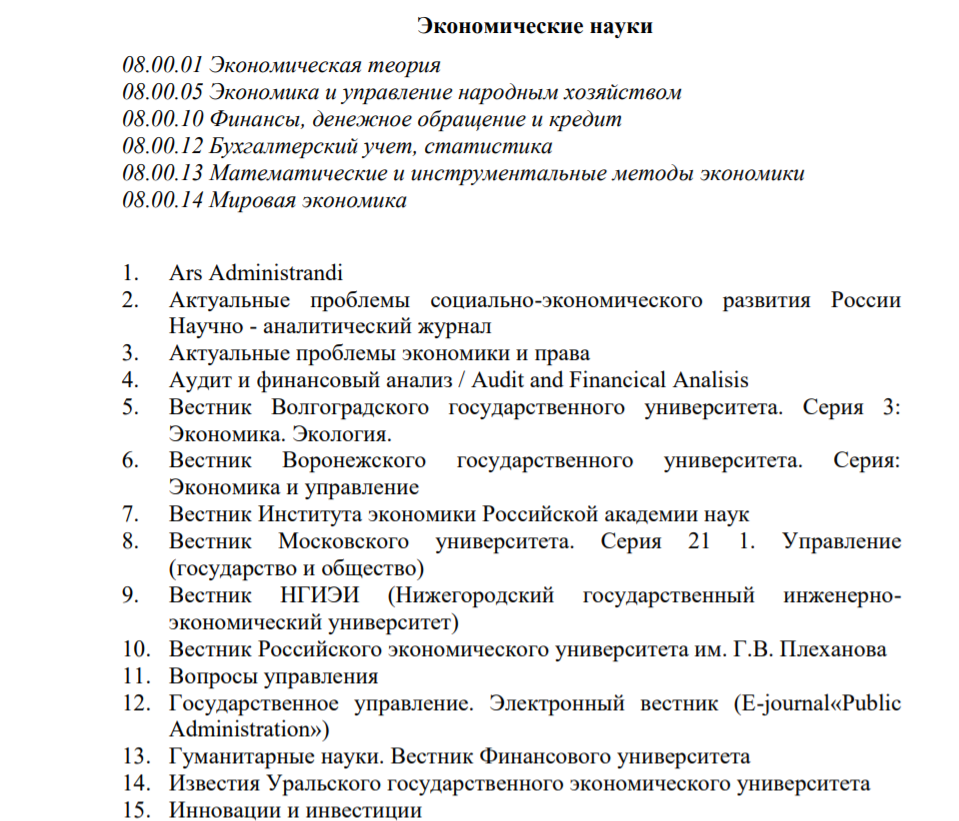 Экономические науки
08.00.01 Экономическая теория
08.00.05 Экономика и управление народным хозяйством
08.00.10 Финансы, денежное обращение и кредит
08.00.12 Бухгалтерский учет, статистика
08.00.13 Математические и инструментальные методы экономики
08.00.14 Мировая экономика
1. Ars Administrandi
2. Актуальные проблемы социально-экономического развития России
Научно - аналитический журнал
3. Актуальные проблемы экономики и права
4. Аудит и финансовый анализ / Audit and Financical Analisis
5. Вестник Волгоградского государственного университета. Серия 3:
Экономика. Экология.
6. Вестник Воронежского государственного университета. Серия:
Экономика и управление
7. Вестник Института экономики Российской академии наук
8. Вестник Московского университета. Серия 21 1. Управление
(государство и общество)
9. Вестник НГИЭИ (Нижегородский государственный инженерно-
экономический университет)
10. Вестник Российского экономического университета им. Г.В. Плеханова
11. Вопросы управления
12. Государственное управление. Электронный вестник (E-journal«Public
Administration»)
13. Гуманитарные науки. Вестник Финансового университета
14. Известия Уральского государственного экономического университета
15. Инновации и инвестиции